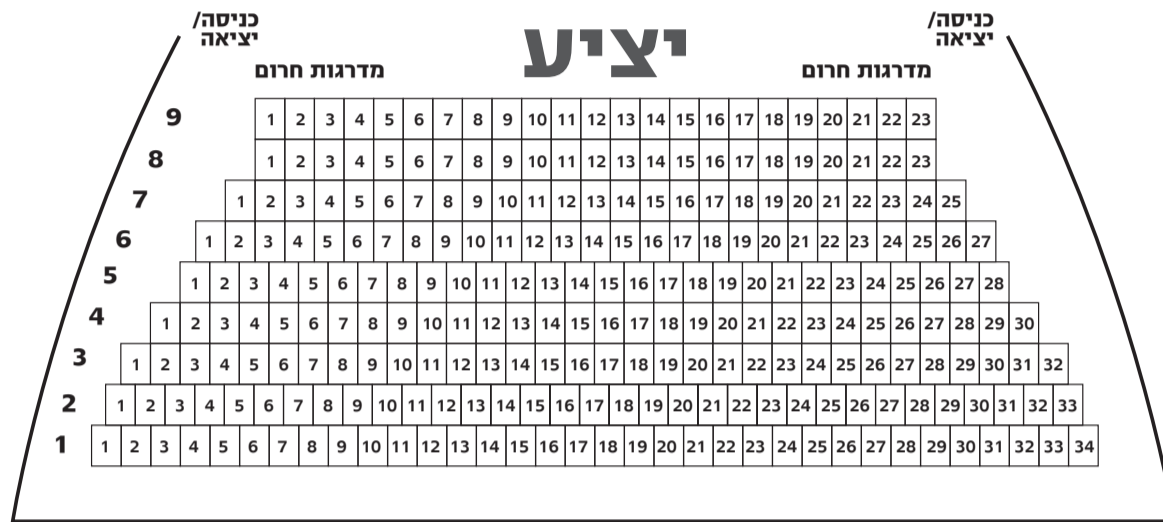 כניסה/
יציאה
יציע
כניסה/
יציאה
מדרגות חרום
מדרגות חרום
9 1 2 3 4 5 6 7 8 9 10 11 12 13 14 15 16 17 18 19 20 21 22 23
8 1 2 3 4 5 6 7 8 9 10 11 12 13 14 15 16 17 18 19 20 21 22 23
7 1 2 3 4 5 6 7 8 9 10 11 12 13 14 15 16 17 18 19 20 21 22 23 24 25
6 1 2 3 4 5 6 7 8 9 10 11 12 13 14 15 16 17 18 19 20 21 22 23 24 25 26 27
5 1 2 3 4 5 6 7 8 9 10 11 12 13 14 15 16 17 18 19 20 21 22 23 24 25 26 27 28
4 1 2 3 4 5 6 7 8 9 10 11 12 13 14 15 16 17 18 19 20 21 22 23 24 25 26 27 28 29 30
3 1 2 3 4 5 6 7 8 9 10 11 12 13 14 15 16 17 18 19 20 21 22 23 24 25 26 27 28 29 30 31 32
2 1 2 3 4 5 6 7 8 9 10 11 12 13 14 15 16 17 18 19 20 21 22 23 24 25 26 27 28 29 30 31 32 33
1 1 2 3 4 5 6 7 8 9 10 11 12 13 14 15 16 17 18 19 20 21 22 23 24 25 26 27 28 29 30 31 32 33 34